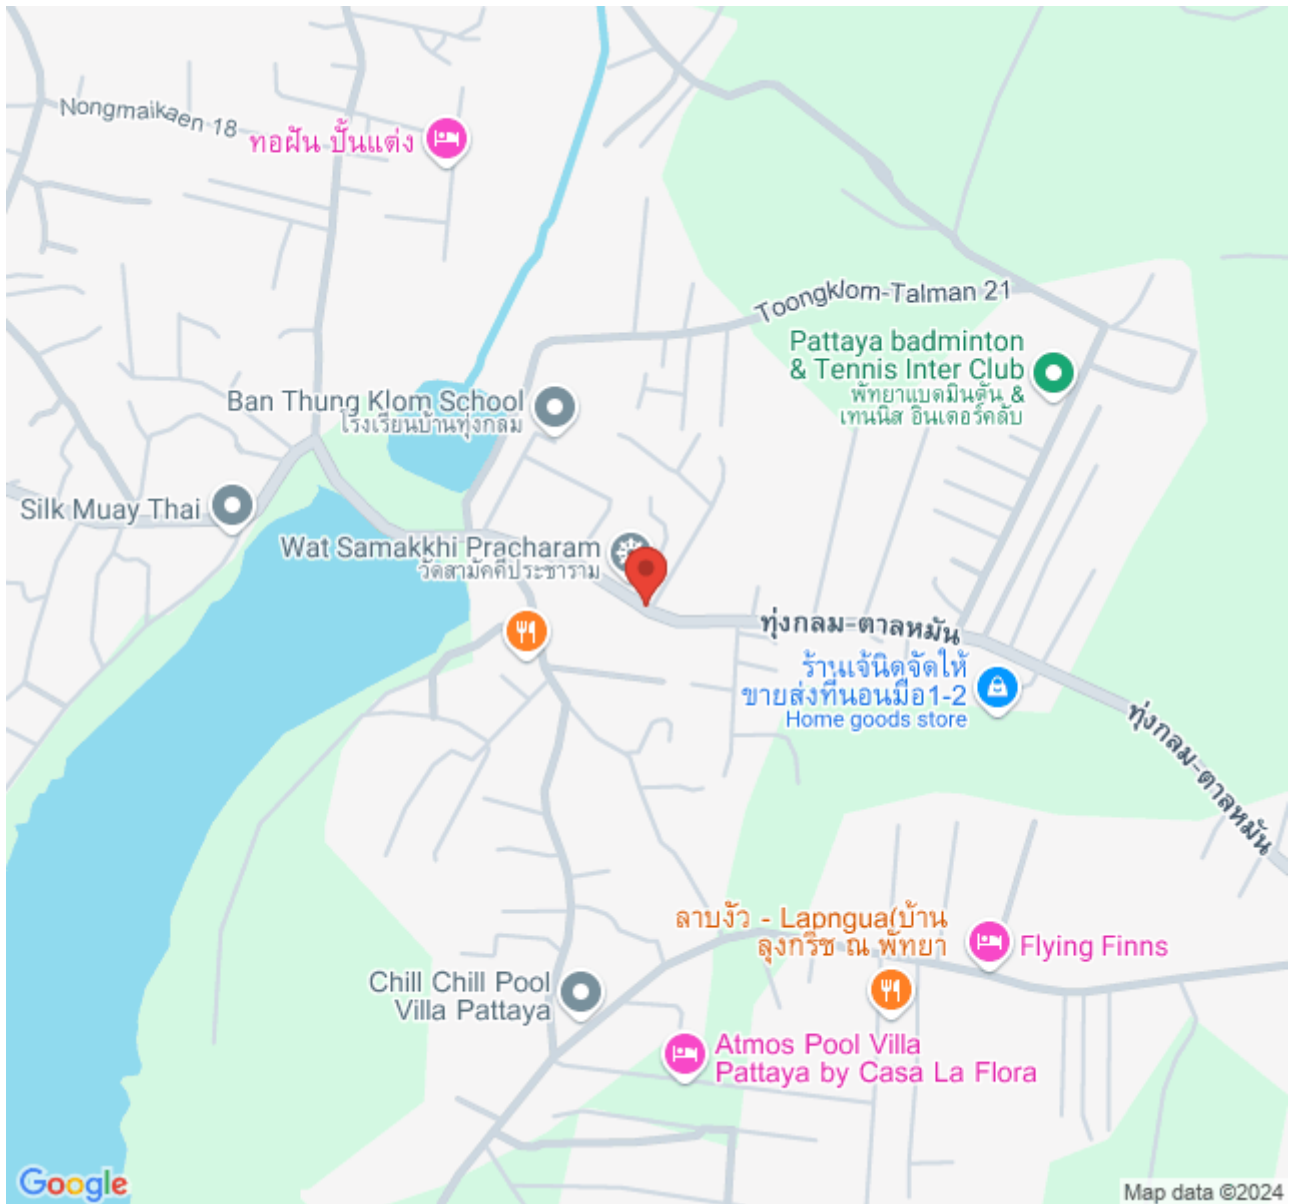 Nongmaikaen 18
ทอฝัน ปั้นแต่ง
Toongklom-Talman 21
Pattaya badminton
& Tennis Inter Club
พัทยาแบดมินตัน &
เทนนิส อินเตอร์คลับ
Ban Thung Klom School
โรงเรียนบ้านทุ่งกลม
Silk Muay Thai
Wat Samakkhi Pracharam
วัดสามัคคีประชาราม
ทุ่งกลม-ตาลหมัน
ร้านเจ้นิดจัดให้
ขายส่งที่นอนมือ1-2
Home goods store
ทุ่งกลม-ตาลหมัน
ลาบงัว - Lapngua(บ้าน
ลุงกริช ณ พัทยา
Flying Finns
Chill Chill Pool
Villa Pattaya
Atmos Pool Villa
Pattaya by Casa La Flora
Google
Map data ©2024